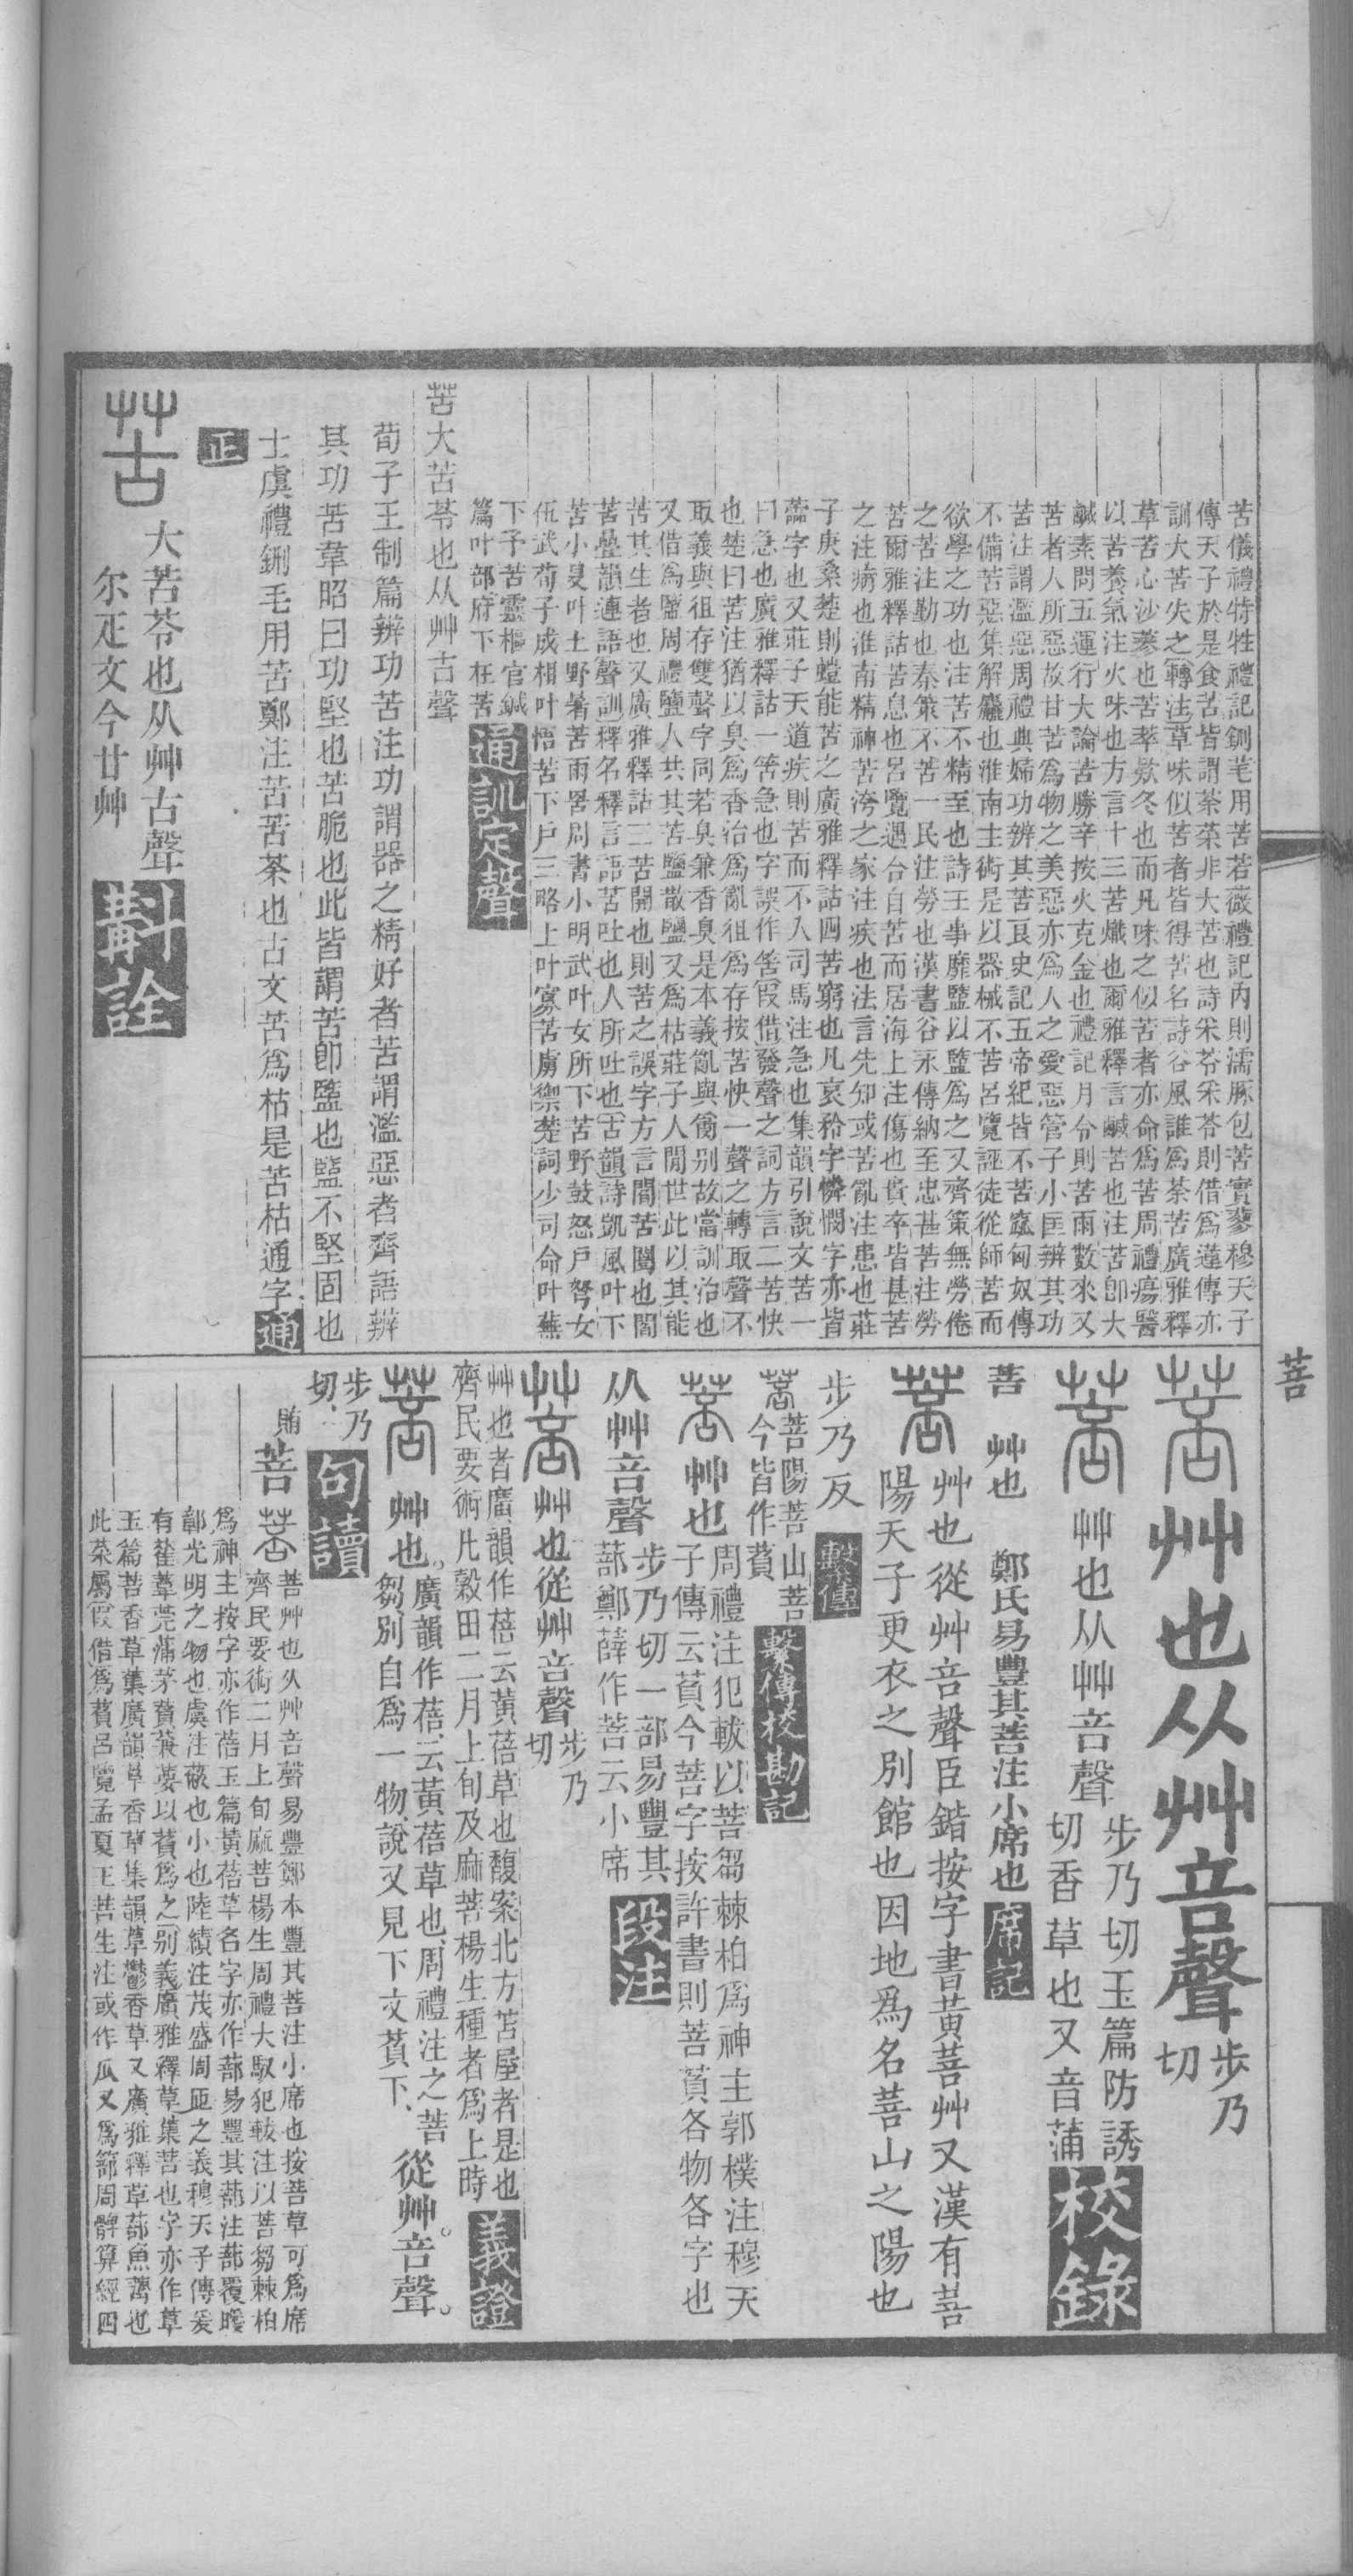 苦儀禮特牲禮記鉶芼用苦若薇禮記內則濡豚包苦實蓼穆天子
傳天子於是食苦皆謂荼菜非大苦也詩采苓采苓則借爲蓮傳亦
訓大苦失之轉注草味似苦者皆得苦名詩谷風誰爲荼苦廣雅釋
草苦心沙蔘也苦萃款冬也而凡味之似苦者亦命爲苦周禮瘍醫
以苦養氣注火味也方言十三苦熾也爾雅釋言鹹苦也注苦卽大
鹹素問五運行大論苦勝辛按火克金也禮記月令則苦雨數來又
苦者人所惡故甘苦爲物之美惡亦爲人之愛惡管子小匡辨其功
苦注謂濫惡周禮典婦功辨其苦良史記五帝紀皆不苦窳匈奴傳
不備苦惡集解麤也淮南主術是以器械不苦呂覽誣徒從師苦而
欲學之功也注苦不精至也詩王事靡盬以盬爲之又齊策無勞倦
之苦注勤也秦策不苦一民注勞也漢書谷永傳納至忠甚苦注勞
苦爾雅釋詁苦息也呂覽遇合自苦而居海上注傷也皆卒皆甚苦
之注病也淮南精神苦洿之家注疾也法言先知或苦亂注患也莊
子庚桑楚則螘能苦之廣雅釋詁四苦窮也凡哀矜字憐憫字亦皆
字也又莊子天道疾則苦而不入司馬注急也集韻引說文苦一
曰急也廣雅釋詁一䇢急也字誤作䇢叚借發聲之詞方言二苦快
也楚曰苦注猶以臭爲香治爲亂徂爲存按苦快一聲之轉取聲不
取義與徂存雙聲字同若臭兼香臭是本義亂與𤔔別故當訓治也
又借爲盬周禮鹽人共其苦鹽散鹽又爲枯莊子人閒世此以其能
苦其生者也又廣雅釋詁三苦開也則苦之誤字方言閻苫開也閻
苫疊韻連語聲訓釋名釋言語苦吐也人所吐也古韻詩凱風叶下
苦小旻叶土野暑苦雨罟周書小明武叶女所下苦野鼓怒戶弩女
伍武荀子成相叶悟苦下戶三略上叶寡苦虜禦楚詞少司命叶蕪
下予苦靈樞官鍼
篇叶部府下在苦通訓定聲
苦大苦苓也从艸古聲
荀子王制篇辨功苦注功謂器之精好者苦謂濫惡者齊語辨
其功苦韋昭曰功堅也苦脆也此皆謂苦卽盬也盬不堅固也
士虞禮鉶毛用苦鄭注苦苦荼也古文苦爲枯是苦枯通字通
正
苦 大苦苓也从艸古聲
尔疋文今甘艸 斠詮
菩
菩 艸也从艸音聲 步乃
切
菩 艸也从艸音聲 步乃切玉篇防誘
切香草也又音蒲 校錄
菩 艸也 鄭氏易豐其菩注小席也 席記
菩 艸也從艸音聲臣鍇按字書黃菩艸又漢有菩
陽天子更衣之別館也因地爲名菩山之陽也
步乃反 繫傳
菩菩陽菩山菩
今皆作萯 繫傳校勘記
菩 艸也 周禮注犯軷以菩芻棘柏爲神主郭樸注穆天
子傳云萯今菩字按許書則菩萯各物各字也
从艸音聲 步乃切一部易豐其
蔀鄭薛作菩云小席 段注
菩 艸也從艸音聲 步乃
切
艸也者廣韻作蓓云黃蓓草也馥案北方苫屋者是也
齊民要術凡穀田二月上旬及麻菩楊生種者爲上時 義證
菩 艸也。廣韻作蓓、云黃蓓草也、周禮注之菩
芻別自爲一物、說又見下文萯下、從艸。音聲。
步乃
切、句讀
賄
菩 菩 菩艸也从艸音聲易豐鄭本豐其菩注小席也按菩草可爲席
齊民要術二月上旬麻菩楊生周禮大馭犯軷注以菩芻棘柏
爲神主按字亦作蓓玉篇黃蓓草名字亦作蔀易豐其蔀注蔀覆曖
鄣光明之物也虞注蔽也小也陸績注茂盛周匝之義穆天子傳爰
有雚葦莞蒲茅萯蒹葽以萯爲之別義廣雅釋草葉菩也字亦作草
玉篇菩香草集廣韻草香草集韻草鬱香草又廣雅釋草蔀魚薺也
此菜屬叚借爲萯呂覽孟夏王菩生注或作瓜又爲蔀周髀算經四